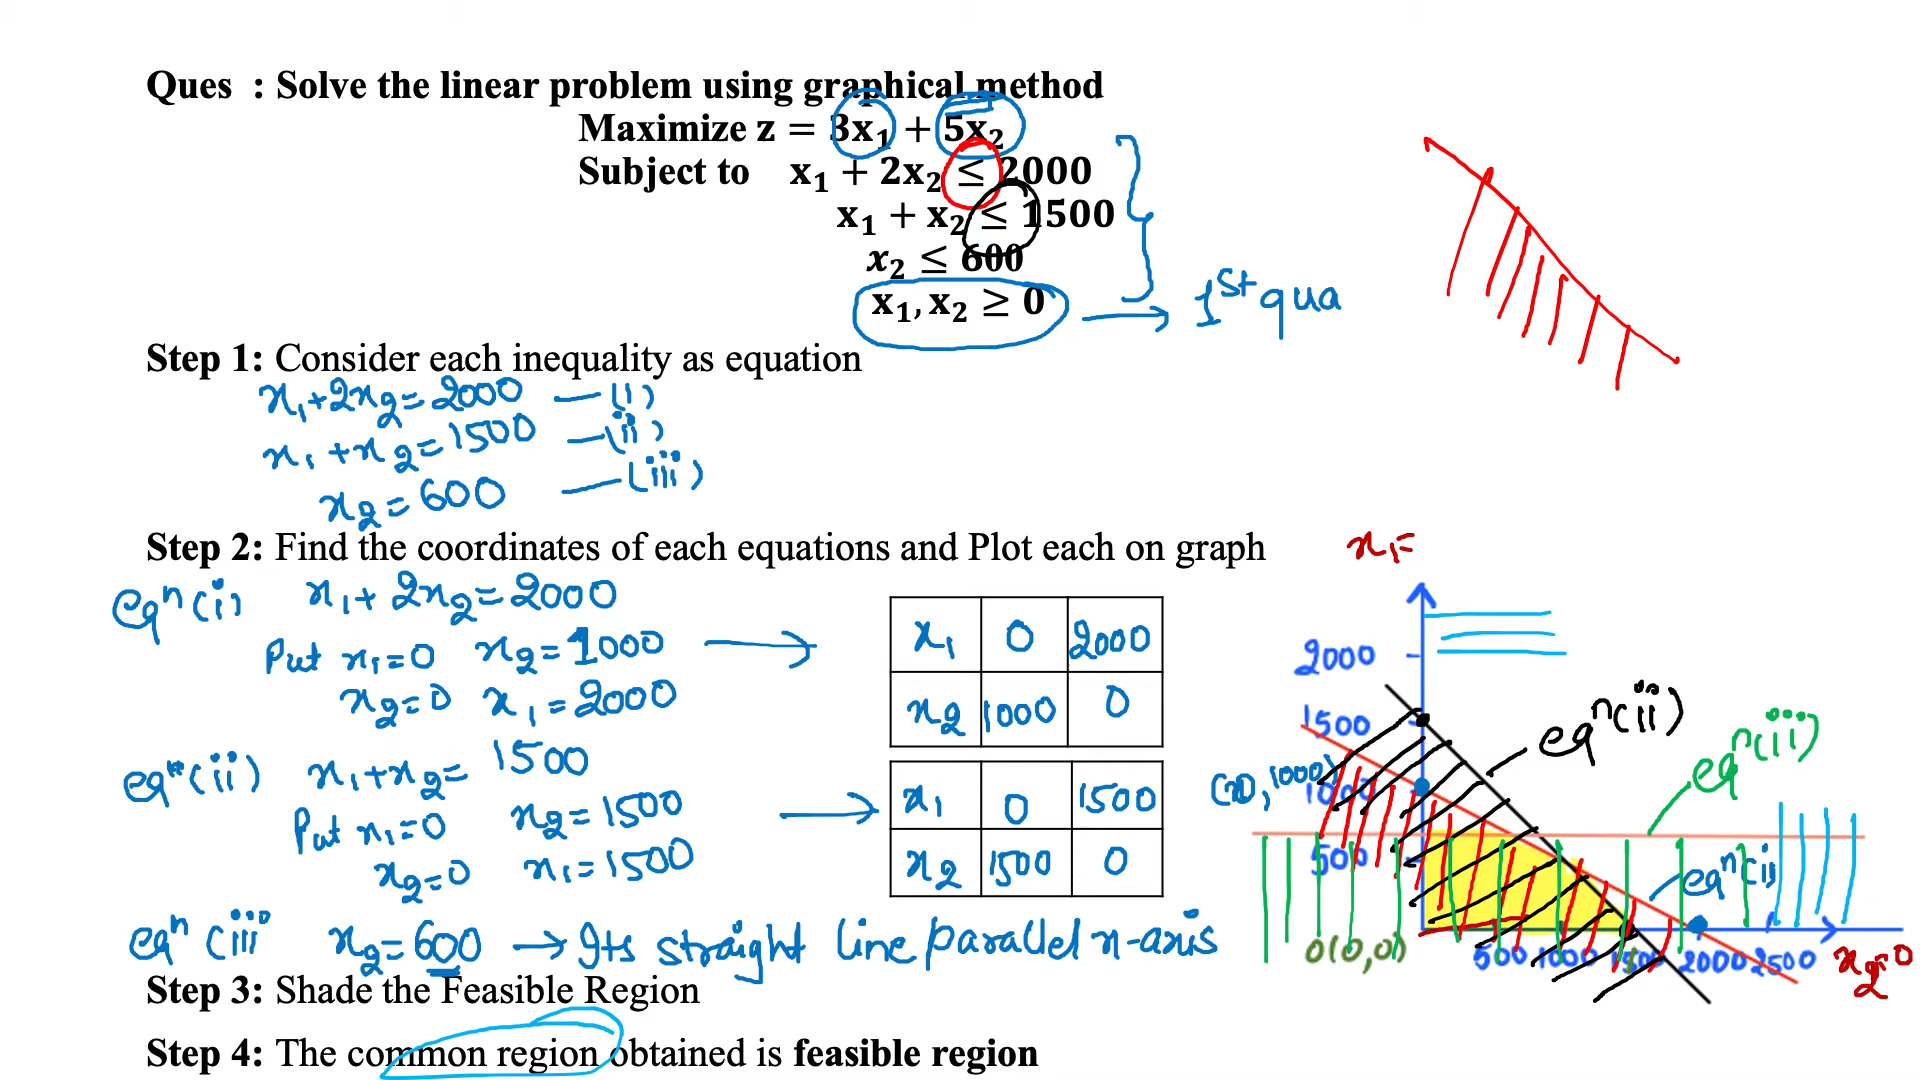 Ques : Solve the linear problem using graphical method
Maximize z = 3x₁ + 5x₂
Subject to x₁ + 2x₂ ≤ 2000
x₁ + x₂ ≤ 1500
x₂ ≤ 600
x₁, x₂ ≥ 0 → 1st qua
Step 1: Consider each inequality as equation
x₁+2x₂=2000 —(i)
x₁+x₂=1500 —(ii)
x₂=600 —(iii)
Step 2: Find the coordinates of each equations and Plot each on graph
eqⁿ(i) x₁+2x₂=2000
Put x₁=0 x₂=1000 →
x₂=0 x₁=2000
x₁ 0 2000
x₂ 1000 0
eqⁿ(ii) x₁+x₂= 1500
Put x₁=0 x₂=1500 →
x₂=0 x₁=1500
x₁ 0 1500
x₂ 1500 0
eqⁿ(iii) x₂=600 → Its straight line parallel x-axis
x₁=
2000
1500
eqⁿ(ii)
eqⁿ(iii)
1000
500
eqⁿ(i)
0(0,0) 500 1000 1500 2000 2500
Step 3: Shade the Feasible Region
Step 4: The common region obtained is feasible region